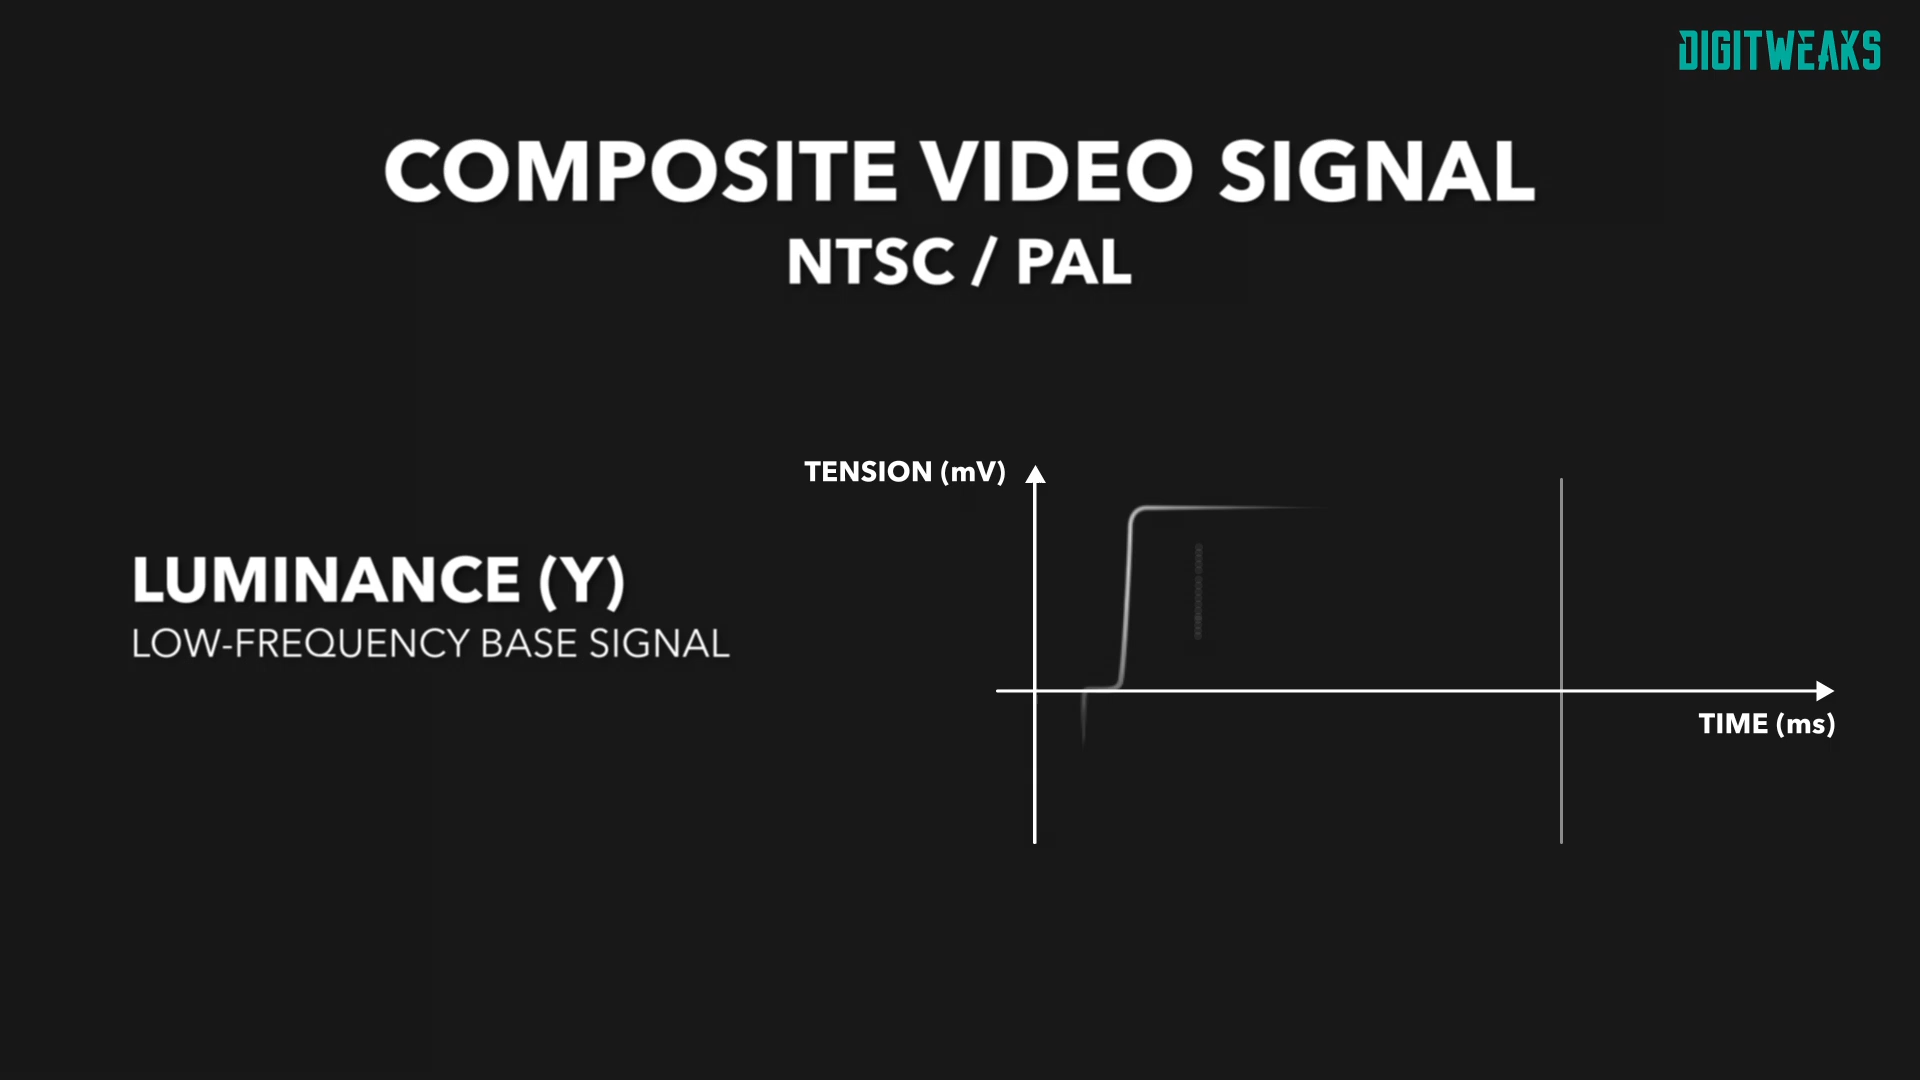 DIGITWEAKS
COMPOSITE VIDEO SIGNAL
NTSC / PAL
TENSION (mV)
LUMINANCE (Y)
LOW-FREQUENCY BASE SIGNAL
TIME (ms)